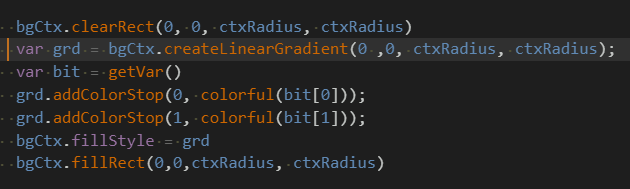 bgCtx.clearRect(0, 0, ctxRadius, ctxRadius)
var grd = bgCtx.createLinearGradient(0 ,0, ctxRadius, ctxRadius);
var bit = getVar()
grd.addColorStop(0, colorful(bit[0]));
grd.addColorStop(1, colorful(bit[1]));
bgCtx.fillStyle = grd
bgCtx.fillRect(0,0,ctxRadius, ctxRadius)